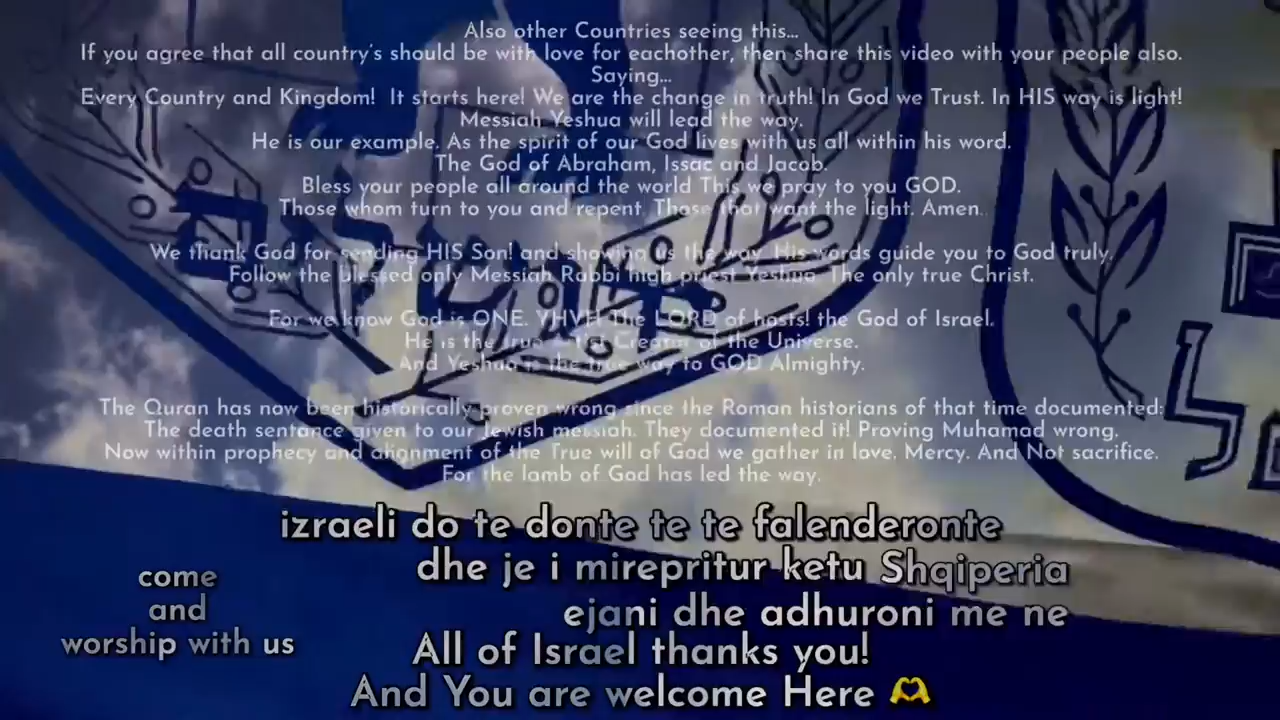 Also other Countries seeing this...
If you agree that all country's should be with love for eachother, then share this video with your people also.
Saying...
Every Country and Kingdom! It starts here! We are the change in truth! In God we Trust. In HIS way is light!
Messiah Yeshua will lead the way.
He is our example. As the spirit of our God lives with us all within his word.
The God of Abraham, Issac and Jacob.
Bless your people all around the world This we pray to you GOD.
Those whom turn to you and repent. Those that want the light. Amen.
We thank God for sending HIS Son! and showing us the way. His words guide you to God truly.
Follow the blessed only Messiah Rabbi high priest Yeshua. The only true Christ.
For we know God is ONE. YHVH The LORD of hosts! the God of Israel.
He is the true Artist Creator of the Universe.
And Yeshua is the true way to GOD Almighty.
The Quran has now been historically proven wrong since the Roman historians of that time documented:
The death sentance given to our Jewish messiah. They documented it! Proving Muhamad wrong.
Now within prophecy and alignment of the True will of God we gather in love. Mercy. And Not sacrifice.
For the lamb of God has led the way.
izraeli do te donte te te falenderonte
dhe je i mirepritur ketu Shqiperia
ejani dhe adhuroni me ne
come
and
worship with us
All of Israel thanks you!
And You are welcome Here 🫶